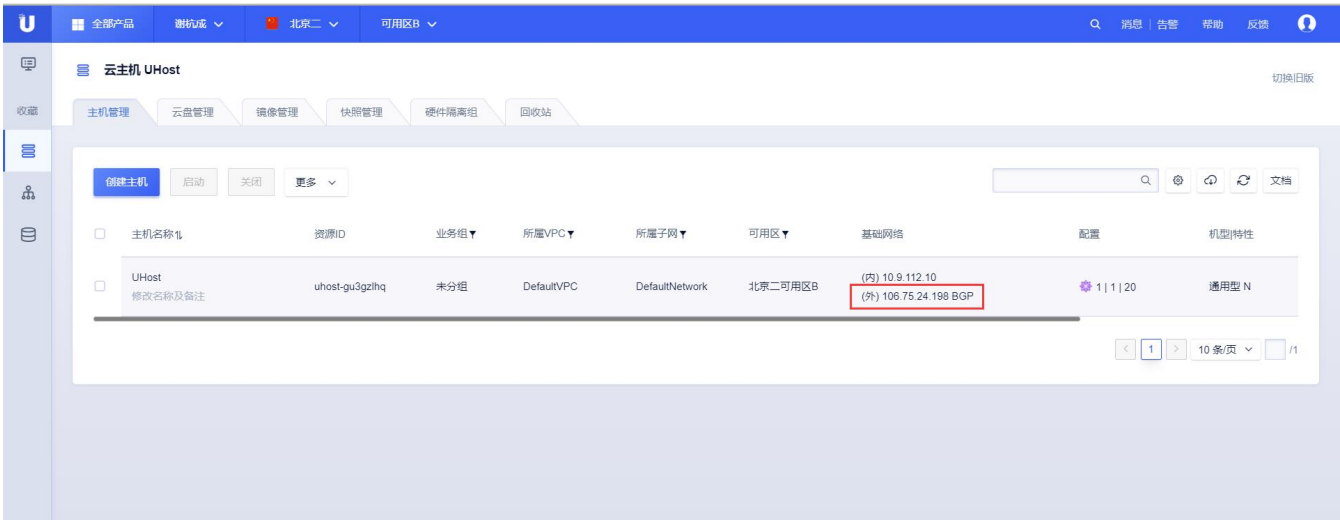 全部产品 谢杭成 北京二 可用区B 消息 | 告警 帮助 反馈
云主机 UHost
切换旧版
收藏
主机管理 云盘管理 镜像管理 快照管理 硬件隔离组 回收站
创建主机 启动 关闭 更多 文档
主机名称 资源ID 业务组 所属VPC 所属子网 可用区 基础网络 配置 机型|特性
UHost uhost-gu3gzlhq 未分组 DefaultVPC DefaultNetwork 北京二可用区B (内) 10.9.112.10 1 | 1 | 20 通用型 N
修改名称及备注 (外) 106.75.24.198 BGP
1 10 条/页 /1